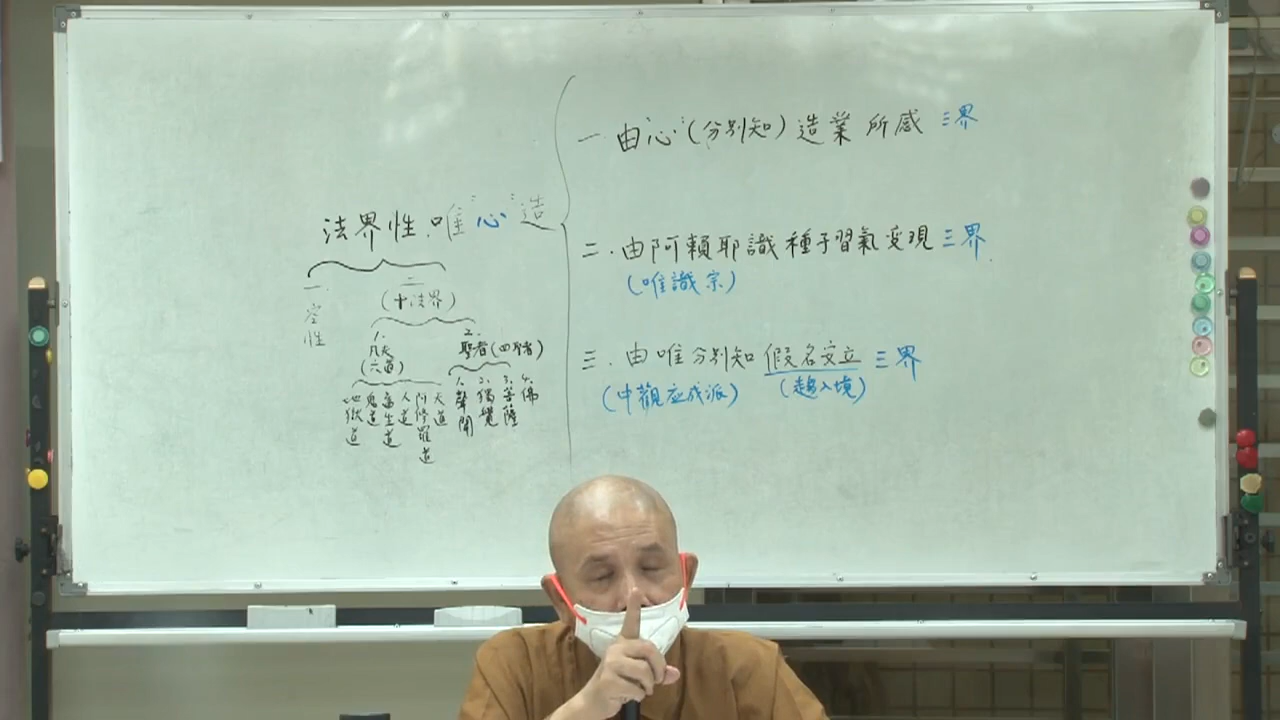 法界性唯"心"造
一.空性
二(十法界)
1.凡夫(六道)
地獄道
鬼道
畜生道
人道
阿修羅道
天道
2.聖者(四聖者)
1.聲聞
2.獨覺
3.菩薩
4.佛
一由"心"(分別知)造業所感三界
二.由阿賴耶識種子習氣变現三界.
(唯識宗)
三.由唯分別知假名安立三界
(中觀应成派)(趨入境)